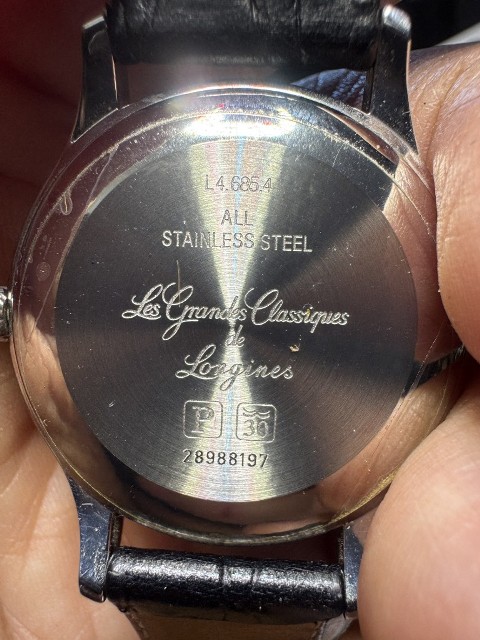 L4.685.4
ALL
STAINLESS STEEL
Les Grandes Classiques
de
Longines
P 30
28988197